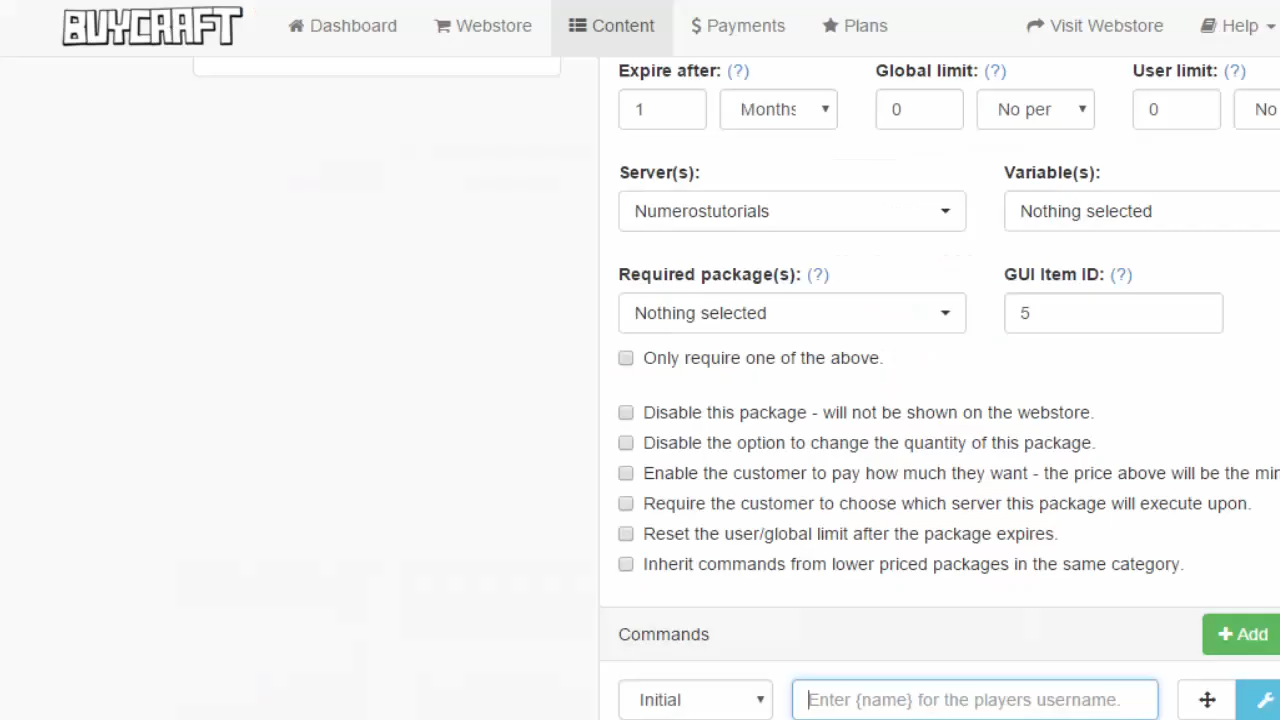 BUYCRAFT Dashboard Webstore Content $ Payments Plans Visit Webstore Help
Expire after: (?) Global limit: (?) User limit: (?)
1 Months 0 No per 0 No
Server(s): Variable(s):
Numerostutorials Nothing selected
Required package(s): (?) GUI Item ID: (?)
Nothing selected 5
Only require one of the above.
Disable this package - will not be shown on the webstore.
Disable the option to change the quantity of this package.
Enable the customer to pay how much they want - the price above will be the min
Require the customer to choose which server this package will execute upon.
Reset the user/global limit after the package expires.
Inherit commands from lower priced packages in the same category.
Commands + Add
Initial Enter {name} for the players username.